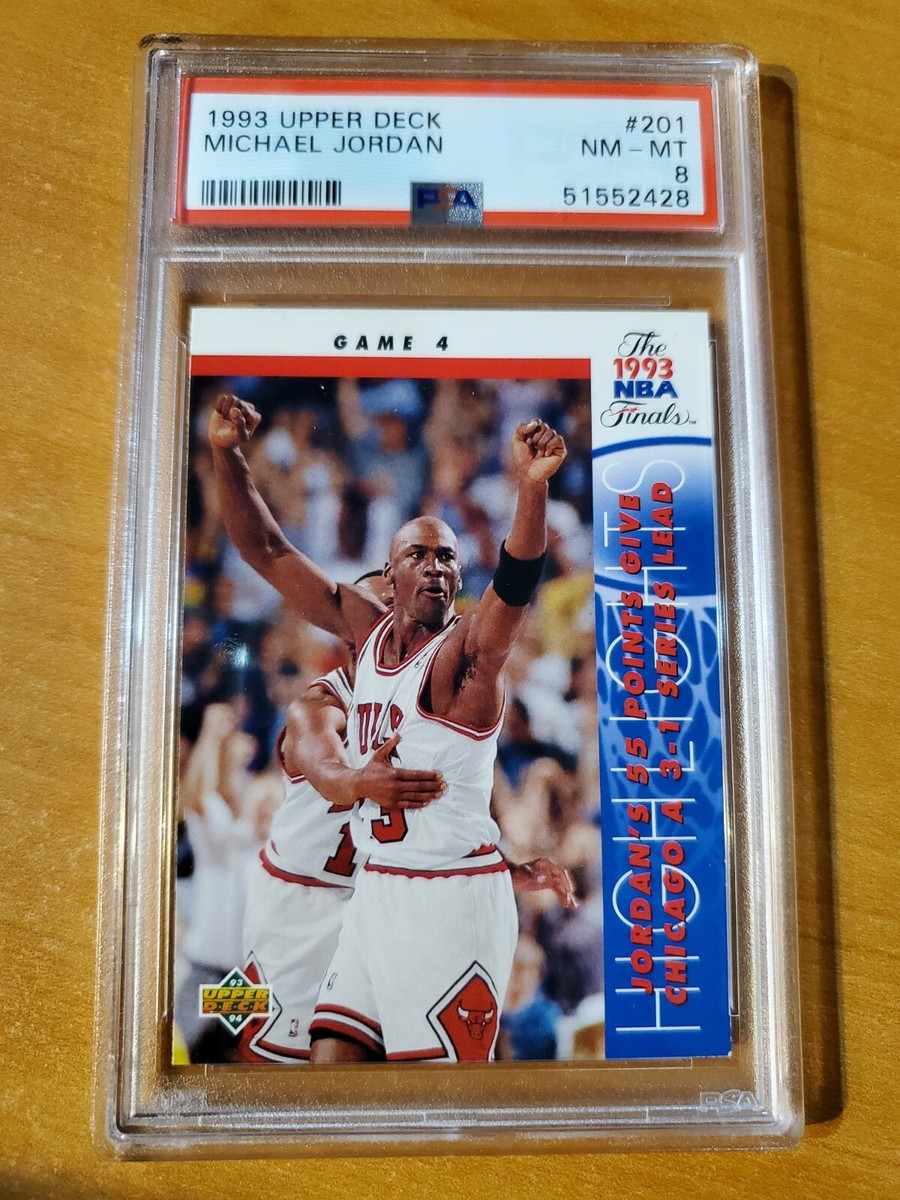 1993 UPPER DECK #201
MICHAEL JORDAN NM – MT
8
51552428
PSA
GAME 4
The
1993
NBA
Finals™
HIGHLIGHTS
JORDAN'S 55 POINTS GIVE
CHICAGO A 3-1 SERIES LEAD
93
UPPER
DECK
94
PSA